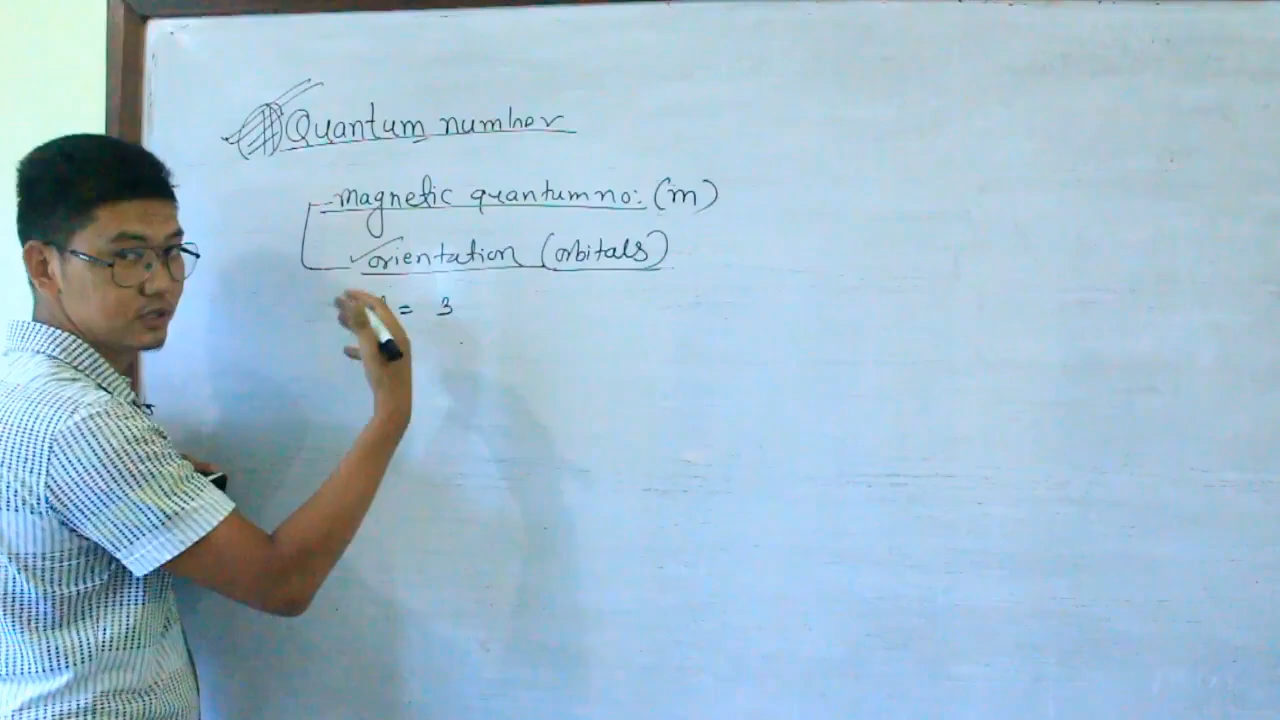 Quantum number
magnetic quantum no: (m)
✓orientation (orbitals)
= 3